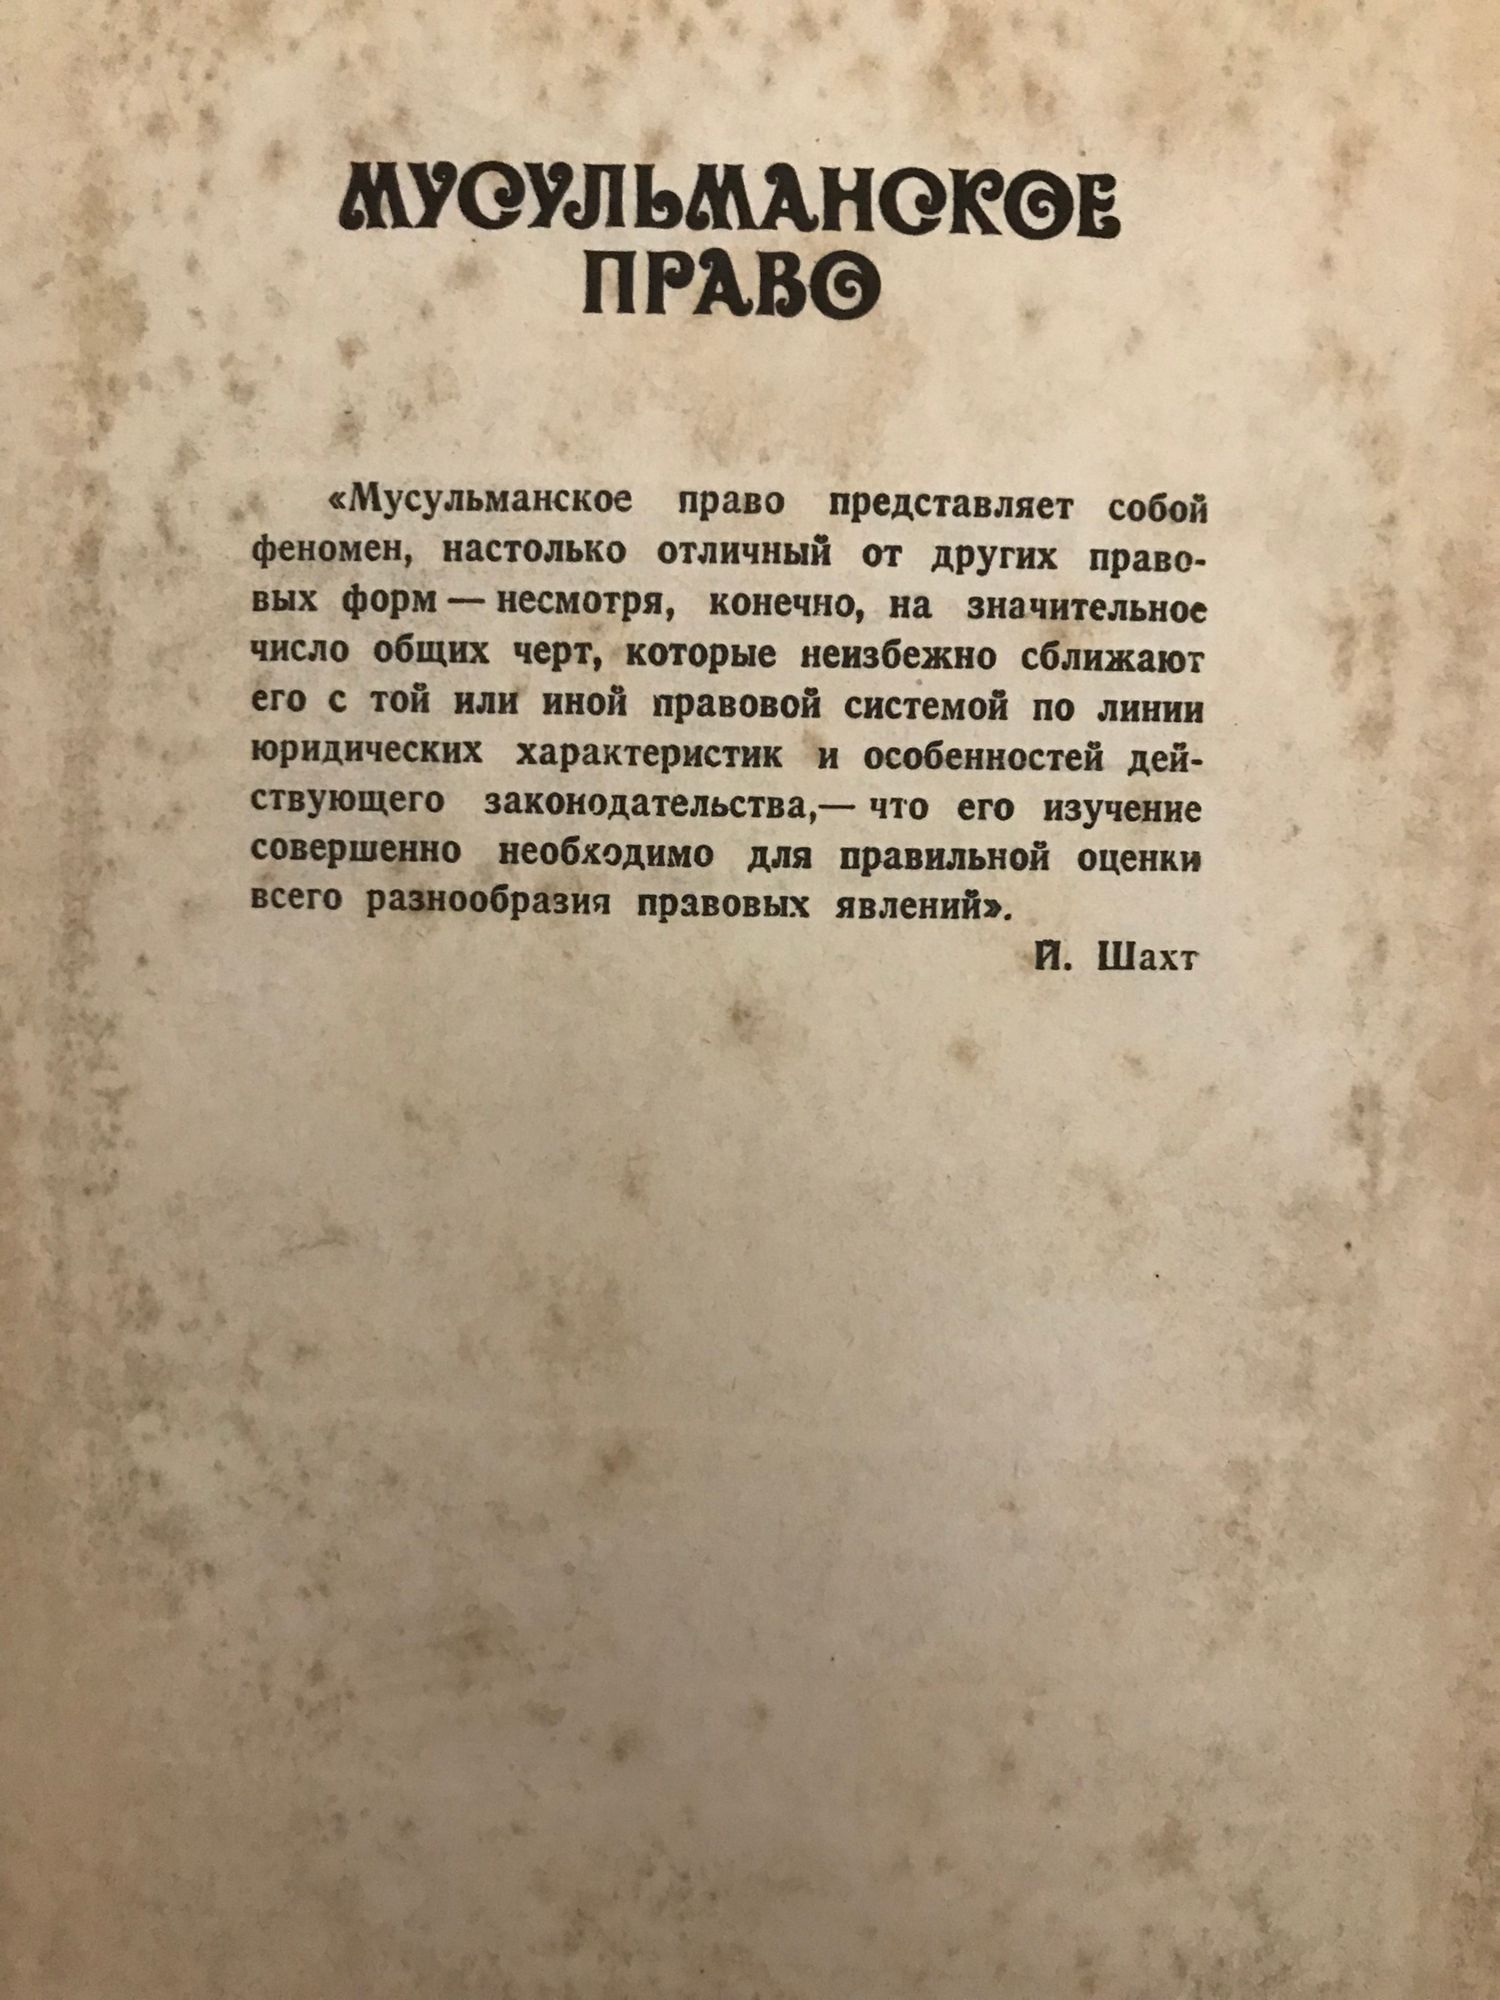 МУСУЛЬМАНСКОЕ
ПРАВО
«Мусульманское право представляет собой
феномен, настолько отличный от других право-
вых форм — несмотря, конечно, на значительное
число общих черт, которые неизбежно сближают
его с той или иной правовой системой по линии
юридических характеристик и особенностей дей-
ствующего законодательства,— что его изучение
совершенно необходимо для правильной оценки
всего разнообразия правовых явлений».
Й. Шахт